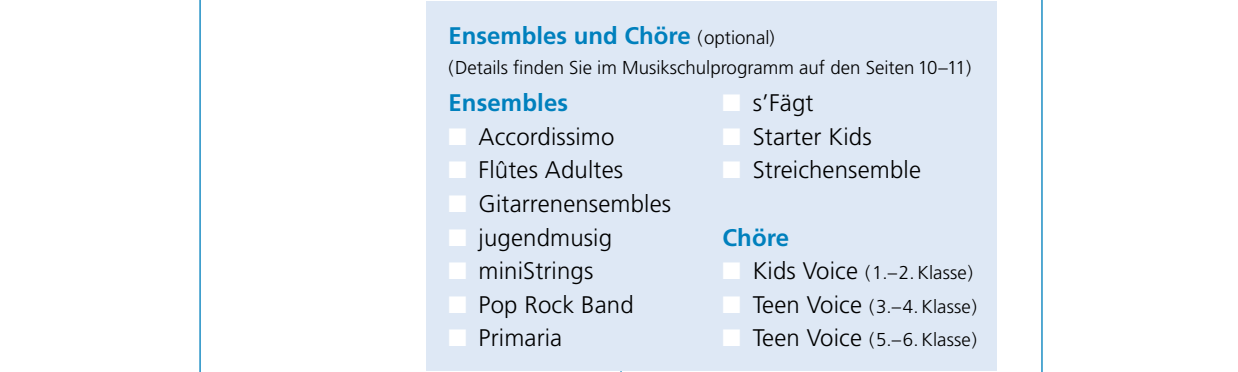 Ensembles und Chöre (optional)
(Details finden Sie im Musikschulprogramm auf den Seiten 10–11)
Ensembles
Accordissimo
Flûtes Adultes
Gitarrenensembles
jugendmusig
miniStrings
Pop Rock Band
Primaria
s’Fägt
Starter Kids
Streichensemble
Chöre
Kids Voice (1.–2. Klasse)
Teen Voice (3.–4. Klasse)
Teen Voice (5.–6. Klasse)